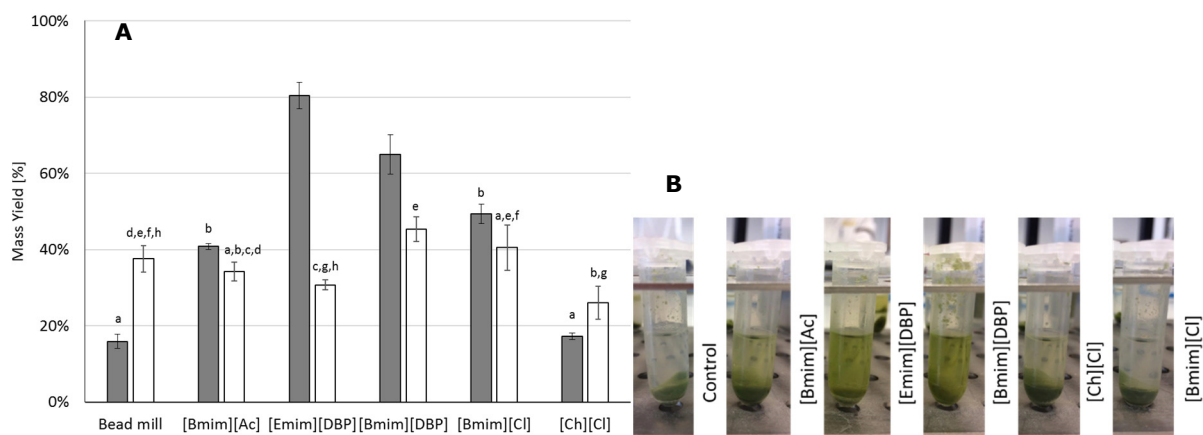 A
100%
80%
60%
40%
20%
0%
Mass Yield [%]
a
d,e,f,h
b
a,b,c,d
c,g,h
e
b
a,e,f
a
b,g
Bead mill
[Bmim][Ac]
[Emim][DBP]
[Bmim][DBP]
[Bmim][Cl]
[Ch][Cl]
B
Control
[Bmim][Ac]
[Emim][DBP]
[Bmim][DBP]
[Ch][Cl]
[Bmim][Cl]